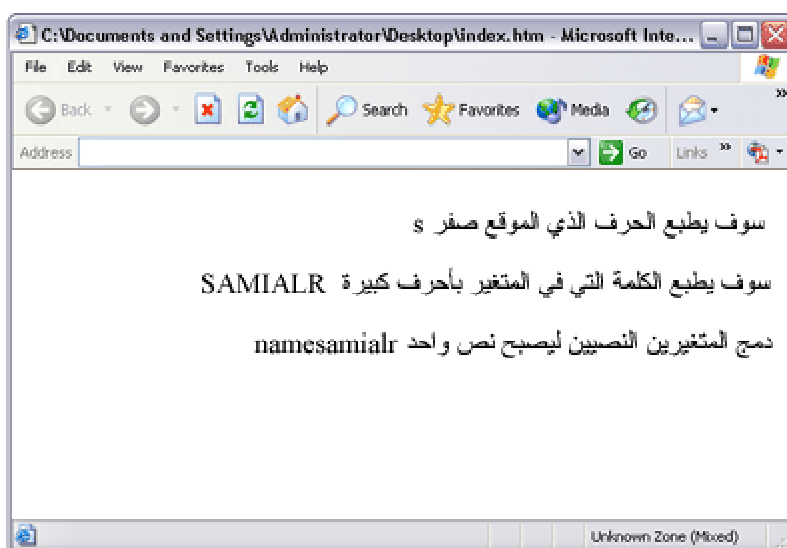 C:\Documents and Settings\Administrator\Desktop\index.htm - Microsoft Inte...
File Edit View Favorites Tools Help
Back Search Favorites Media
Address Go Links
سوف يطبع الحرف الذي الموقع صفر s
سوف يطبع الكلمة التي في المتغير بأحرف كبيرة SAMIALR
دمج المتغيرين النصيين ليصبح نص واحد namesamialr
Unknown Zone (Mixed)